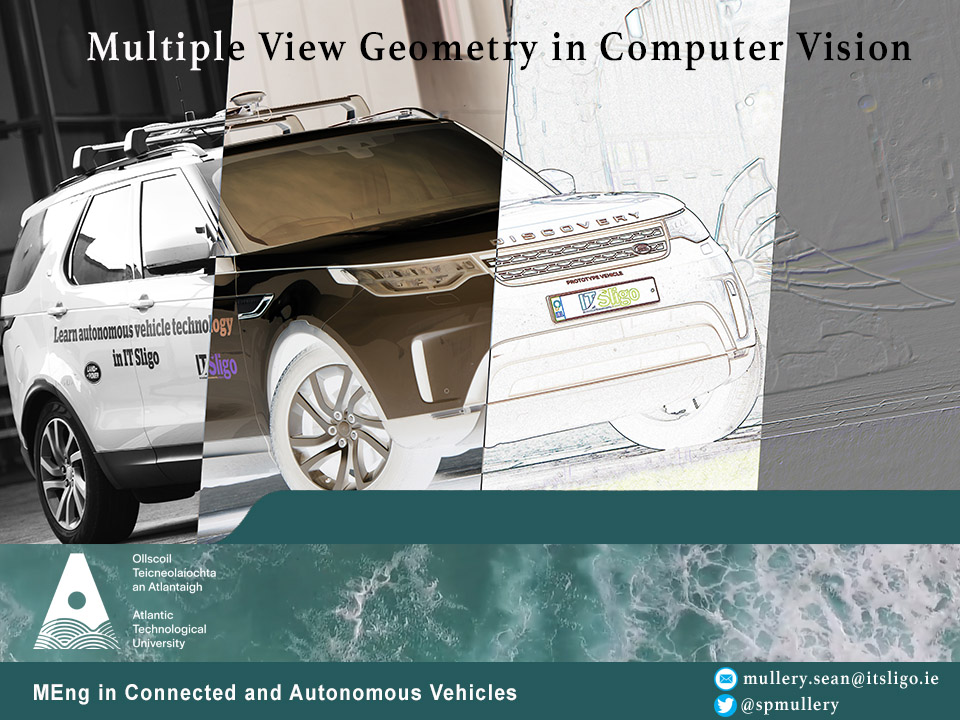 Multiple View Geometry in Computer Vision
DISCOVERY
PROTOTYPE VEHICLE
IT Sligo
Learn autonomous vehicle technology
in IT Sligo
LAND ROVER
IT Sligo
Ollscoil
Teicneolaíochta
an Atlantaigh
Atlantic
Technological
University
MEng in Connected and Autonomous Vehicles
mullery.sean@itsligo.ie
@spmullery